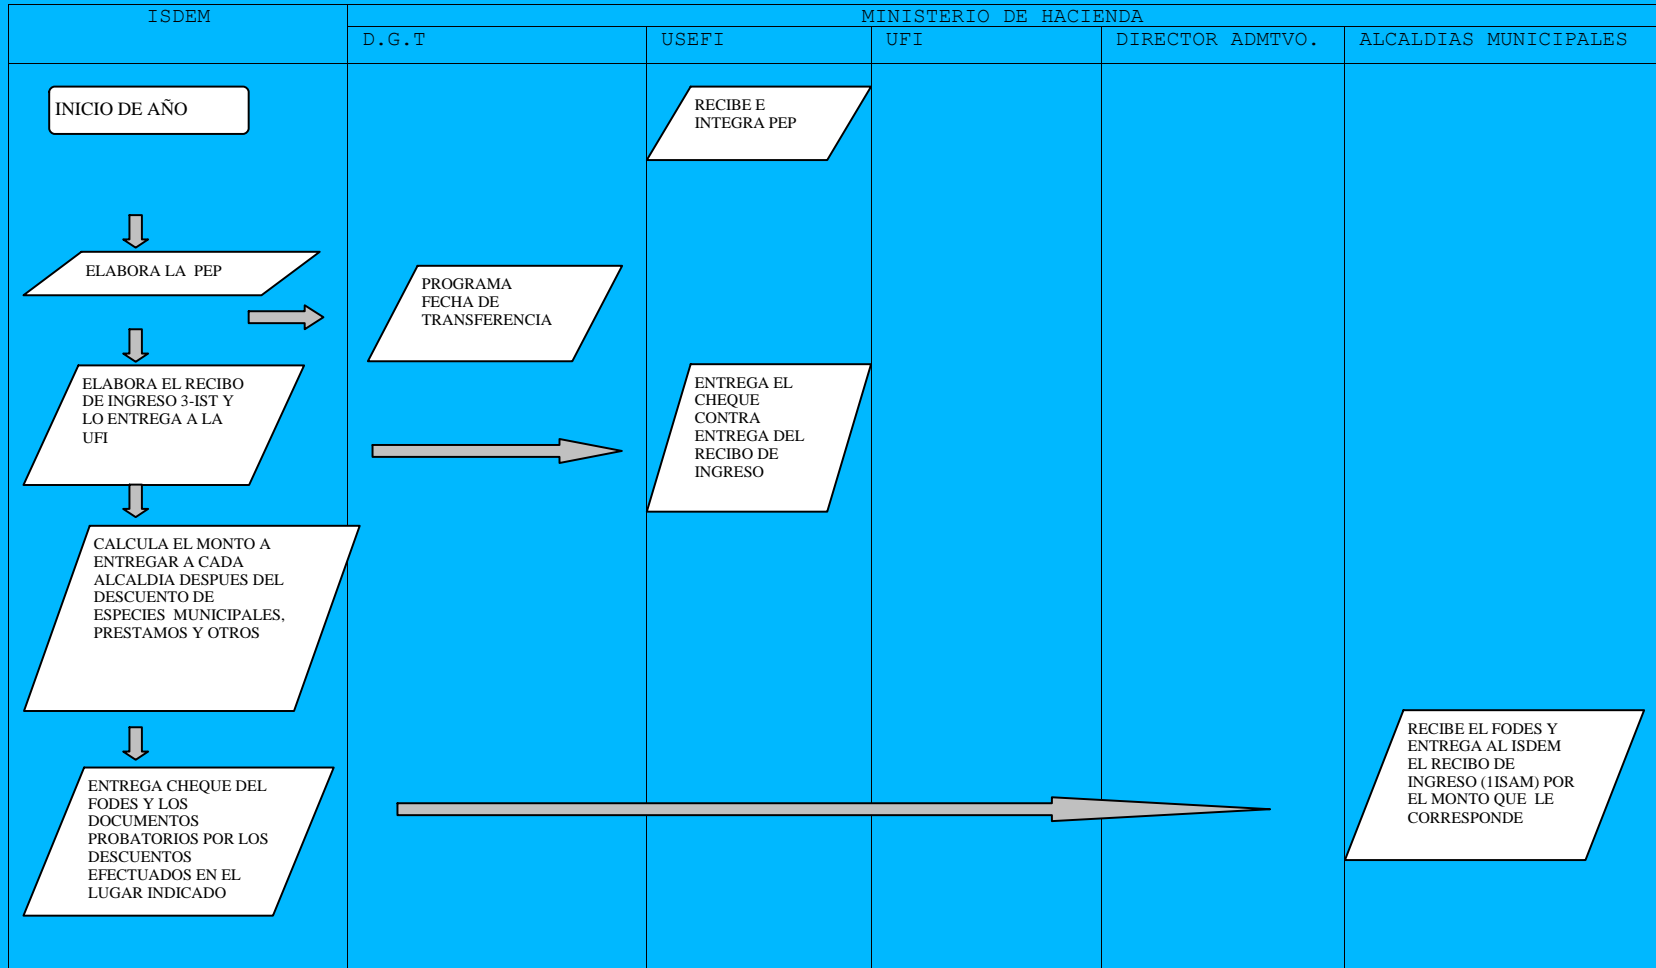 ISDEM
MINISTERIO DE HACIENDA
D.G.T
USEFI
UFI
DIRECTOR ADMTVO.
ALCALDIAS MUNICIPALES
INICIO DE AÑO
RECIBE E
INTEGRA PEP
ELABORA LA PEP
PROGRAMA
FECHA DE
TRANSFERENCIA
ELABORA EL RECIBO
DE INGRESO 3-IST Y
LO ENTREGA A LA
UFI
ENTREGA EL
CHEQUE
CONTRA
ENTREGA DEL
RECIBO DE
INGRESO
CALCULA EL MONTO A
ENTREGAR A CADA
ALCALDIA DESPUES DEL
DESCUENTO DE
ESPECIES MUNICIPALES,
PRESTAMOS Y OTROS
RECIBE EL FODES Y
ENTREGA AL ISDEM
EL RECIBO DE
INGRESO (1ISAM) POR
EL MONTO QUE LE
CORRESPONDE
ENTREGA CHEQUE DEL
FODES Y LOS
DOCUMENTOS
PROBATORIOS POR LOS
DESCUENTOS
EFECTUADOS EN EL
LUGAR INDICADO